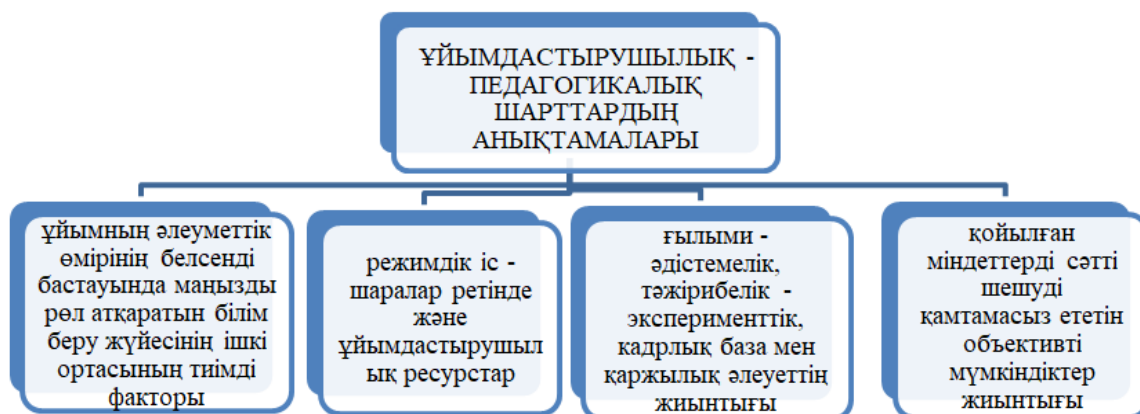 ҰЙЫМДАСТЫРУШЫЛЫҚ -
ПЕДАГОГИКАЛЫҚ
ШАРТТАРДЫҢ
АНЫҚТАМАЛАРЫ
ұйымның әлеуметтік
өмірінің белсенді
бастауында маңызды
рөл атқаратын білім
беру жүйесінің ішкі
ортасының тиімді
факторы
режимдік іс -
шаралар ретінде
және
ұйымдастырушыл
ық ресурстар
ғылыми -
әдістемелік,
тәжірибелік -
эксперименттік,
кадрлық база мен
қаржылық әлеуеттің
жиынтығы
қойылған
міндеттерді сәтті
шешуді
қамтамасыз ететін
объективті
мүмкіндіктер
жиынтығы